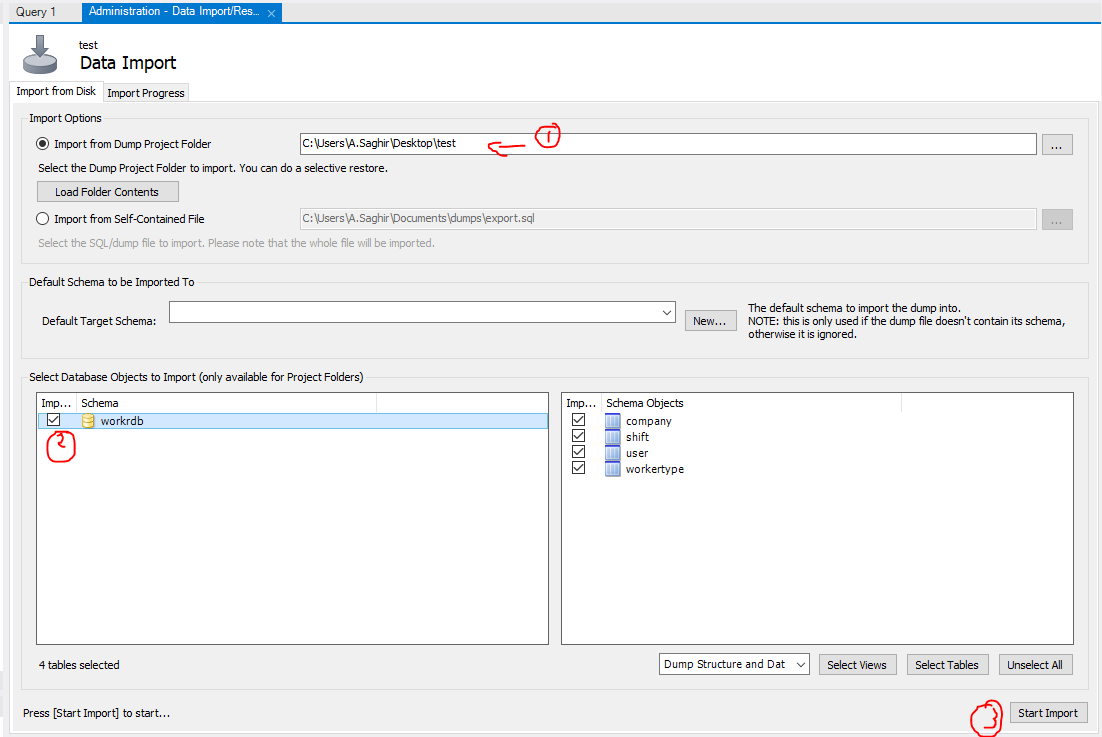 Query 1
Administration - Data Import/Res...
test
Data Import
Import from Disk
Import Progress
Import Options
Import from Dump Project Folder
C:\Users\A.Saghir\Desktop\test
1
...
Select the Dump Project Folder to import. You can do a selective restore.
Load Folder Contents
Import from Self-Contained File
C:\Users\A.Saghir\Documents\dumps\export.sql
...
Select the SQL/dump file to import. Please note that the whole file will be imported.
Default Schema to be Imported To
Default Target Schema:
New...
The default schema to import the dump into.
NOTE: this is only used if the dump file doesn't contain its schema,
otherwise it is ignored.
Select Database Objects to Import (only available for Project Folders)
Imp... Schema
workrdb
2
Imp... Schema Objects
company
shift
user
workertype
4 tables selected
Dump Structure and Dat
Select Views
Select Tables
Unselect All
Press [Start Import] to start...
3
Start Import